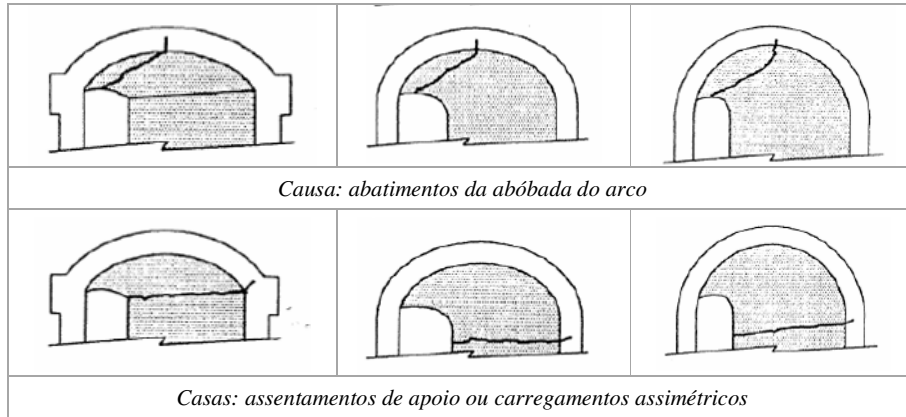 Causa: abatimentos da abóbada do arco
Casas: assentamentos de apoio ou carregamentos assimétricos